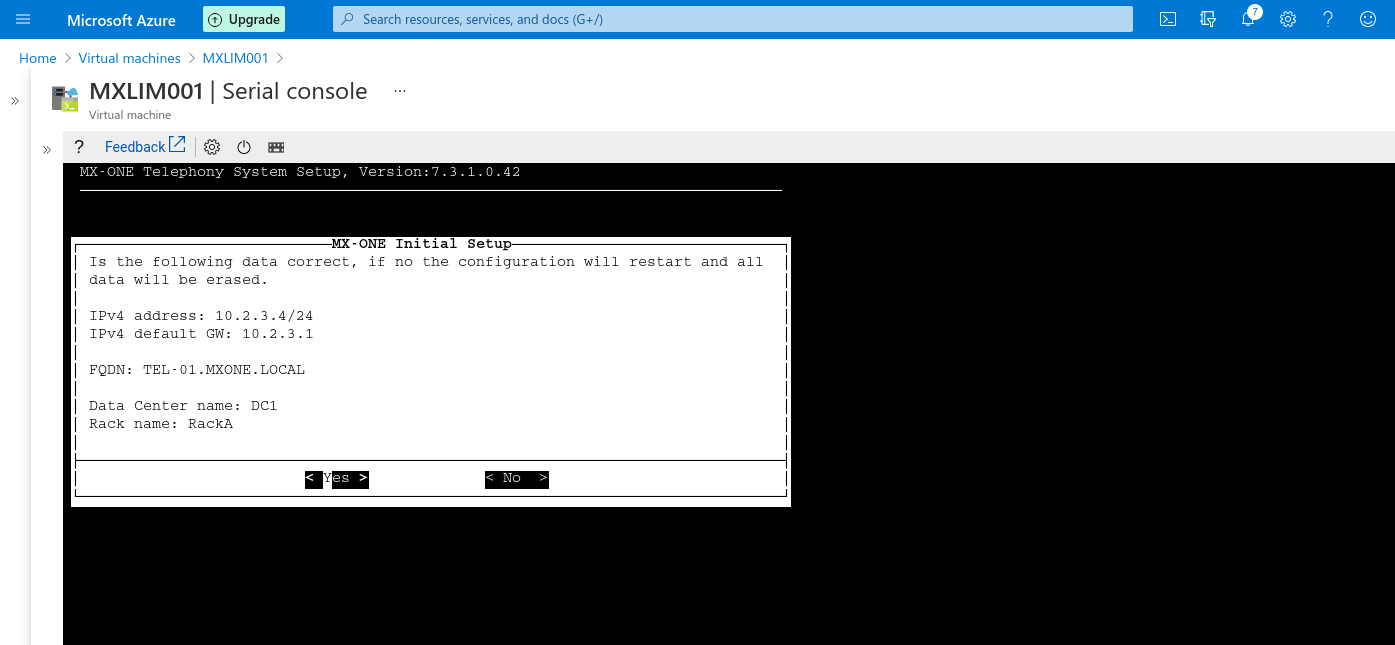 Microsoft Azure
Upgrade
Search resources, services, and docs (G+/)
7
Home > Virtual machines > MXLIM001 >
MXLIM001 | Serial console ...
Virtual machine
? Feedback
MX-ONE Telephony System Setup, Version:7.3.1.0.42
MX-ONE Initial Setup
Is the following data correct, if no the configuration will restart and all
data will be erased.
IPv4 address: 10.2.3.4/24
IPv4 default GW: 10.2.3.1
FQDN: TEL-01.MXONE.LOCAL
Data Center name: DC1
Rack name: RackA
< Yes > < No >